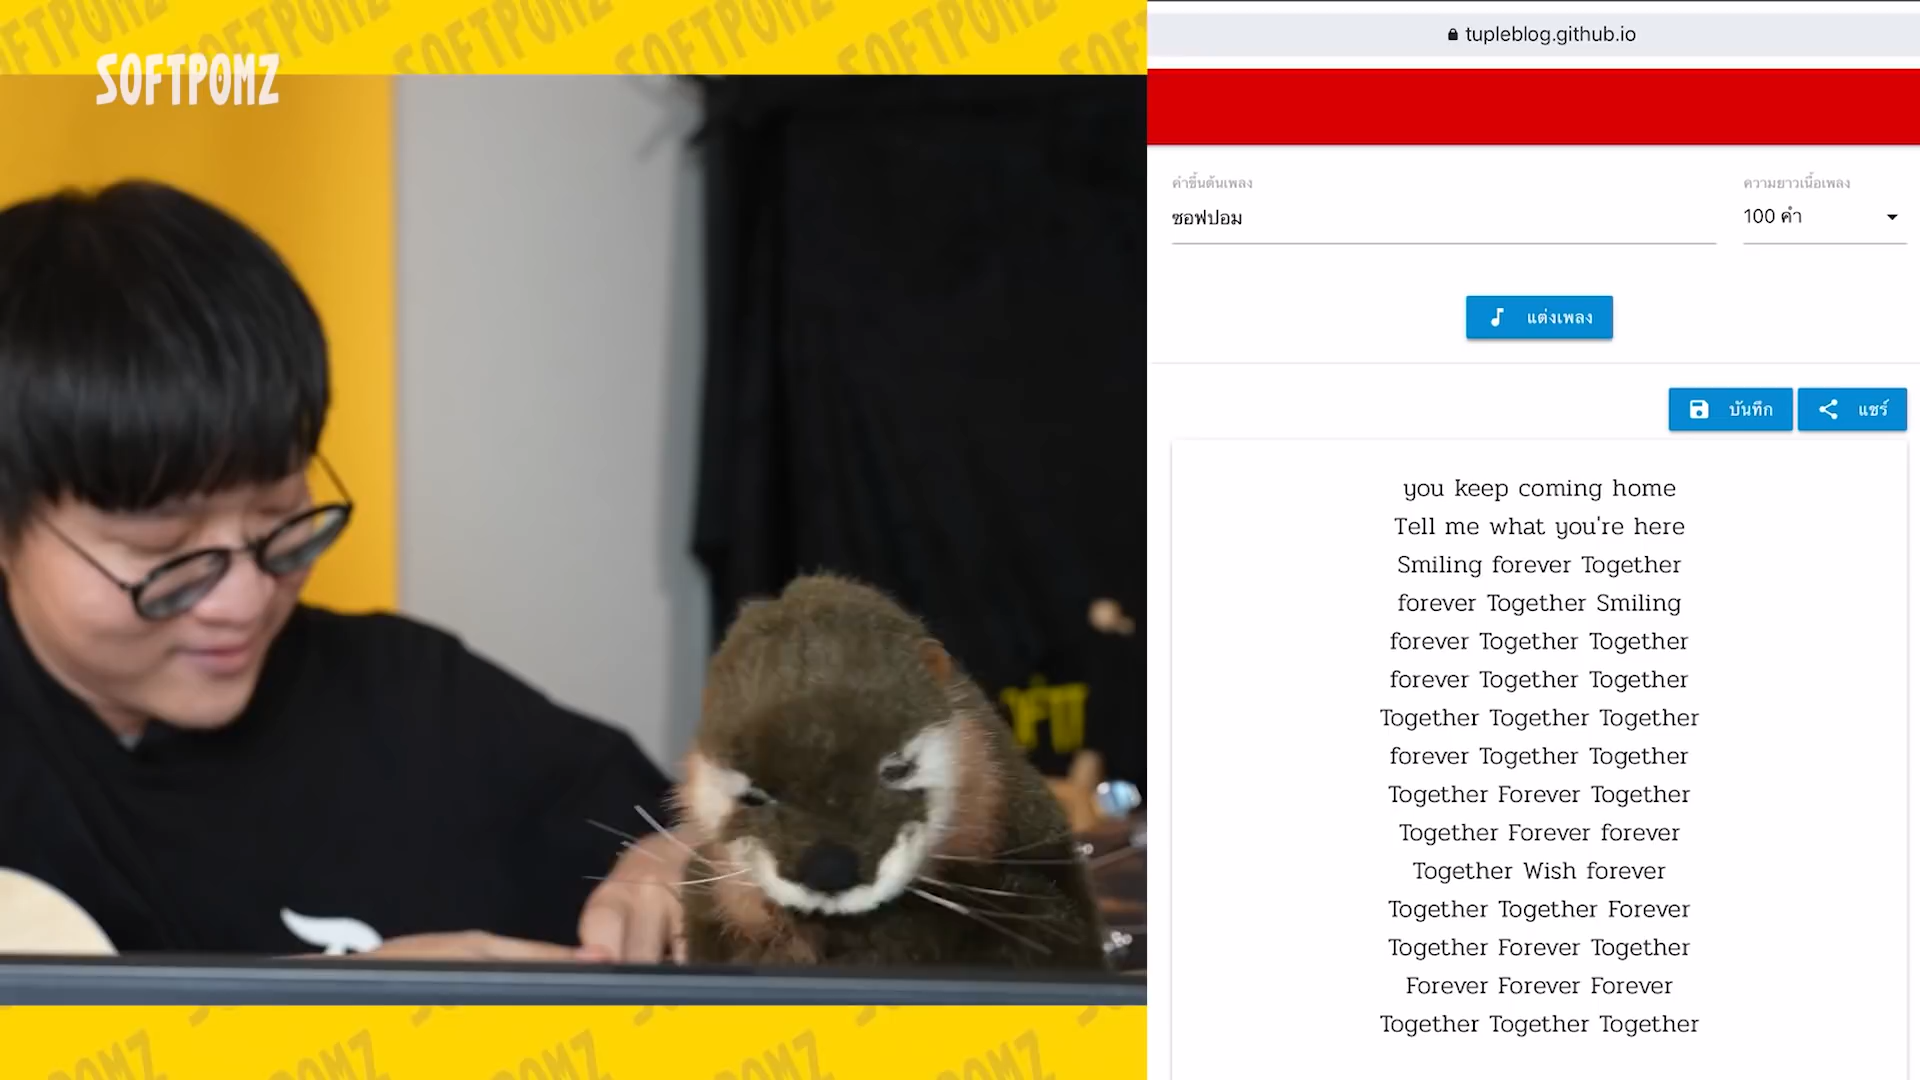 SOFTPOMZ
tupleblog.github.io
คำขึ้นต้นเพลง
ซอฟปอม
ความยาวเนื้อเพลง
100 คำ
แต่งเพลง
บันทึก
แชร์
you keep coming home
Tell me what you're here
Smiling forever Together
forever Together Smiling
forever Together Together
forever Together Together
Together Together Together
forever Together Together
Together Forever Together
Together Forever forever
Together Wish forever
Together Together Forever
Together Forever Together
Forever Forever Forever
Together Together Together